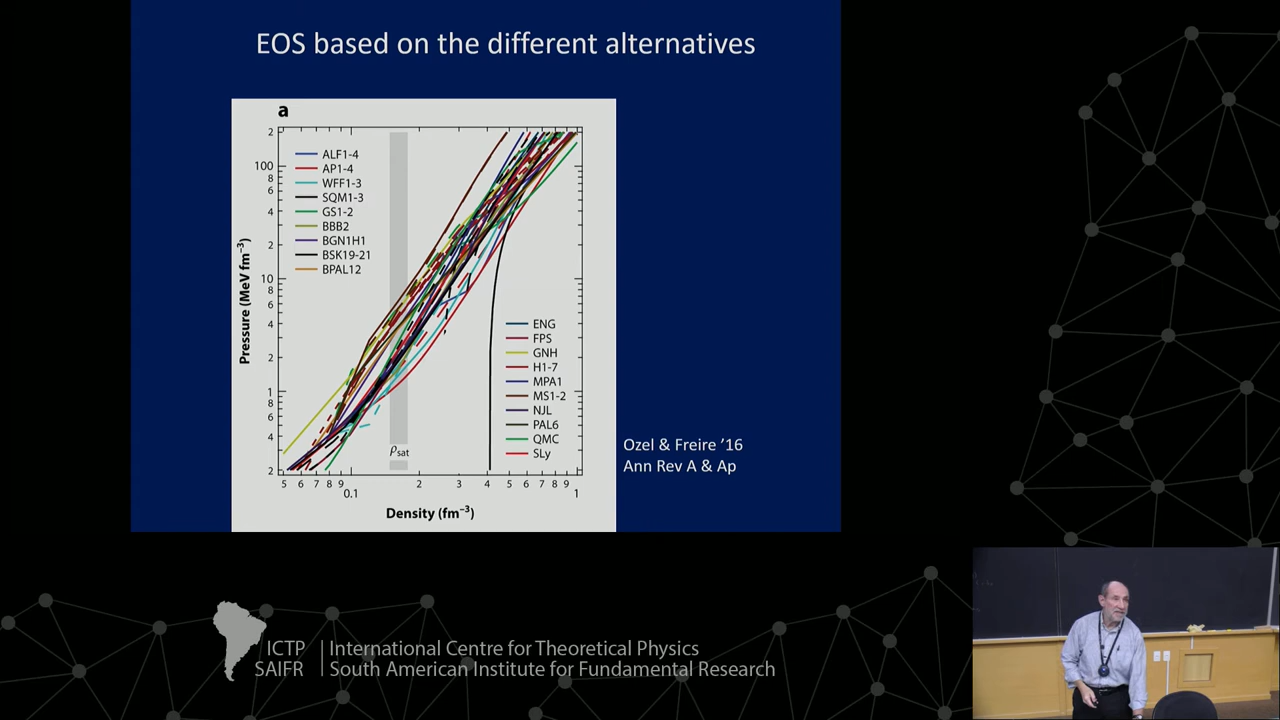 EOS based on the different alternatives
a
Pressure (MeV fm⁻³)
2
100
8
6
4
2
10
8
6
4
2
1
8
6
4
2
ALF1-4
AP1-4
WFF1-3
SQM1-3
GS1-2
BBB2
BGN1H1
BSK19-21
BPAL12
ENG
FPS
GNH
H1-7
MPA1
MS1-2
NJL
PAL6
QMC
SLy
ρsat
5 6 7 8 9 2 3 4 5 6 7 8 9
0.1 1
Density (fm⁻³)
Ozel & Freire ’16
Ann Rev A & Ap
ICTP International Centre for Theoretical Physics
SAIFR South American Institute for Fundamental Research